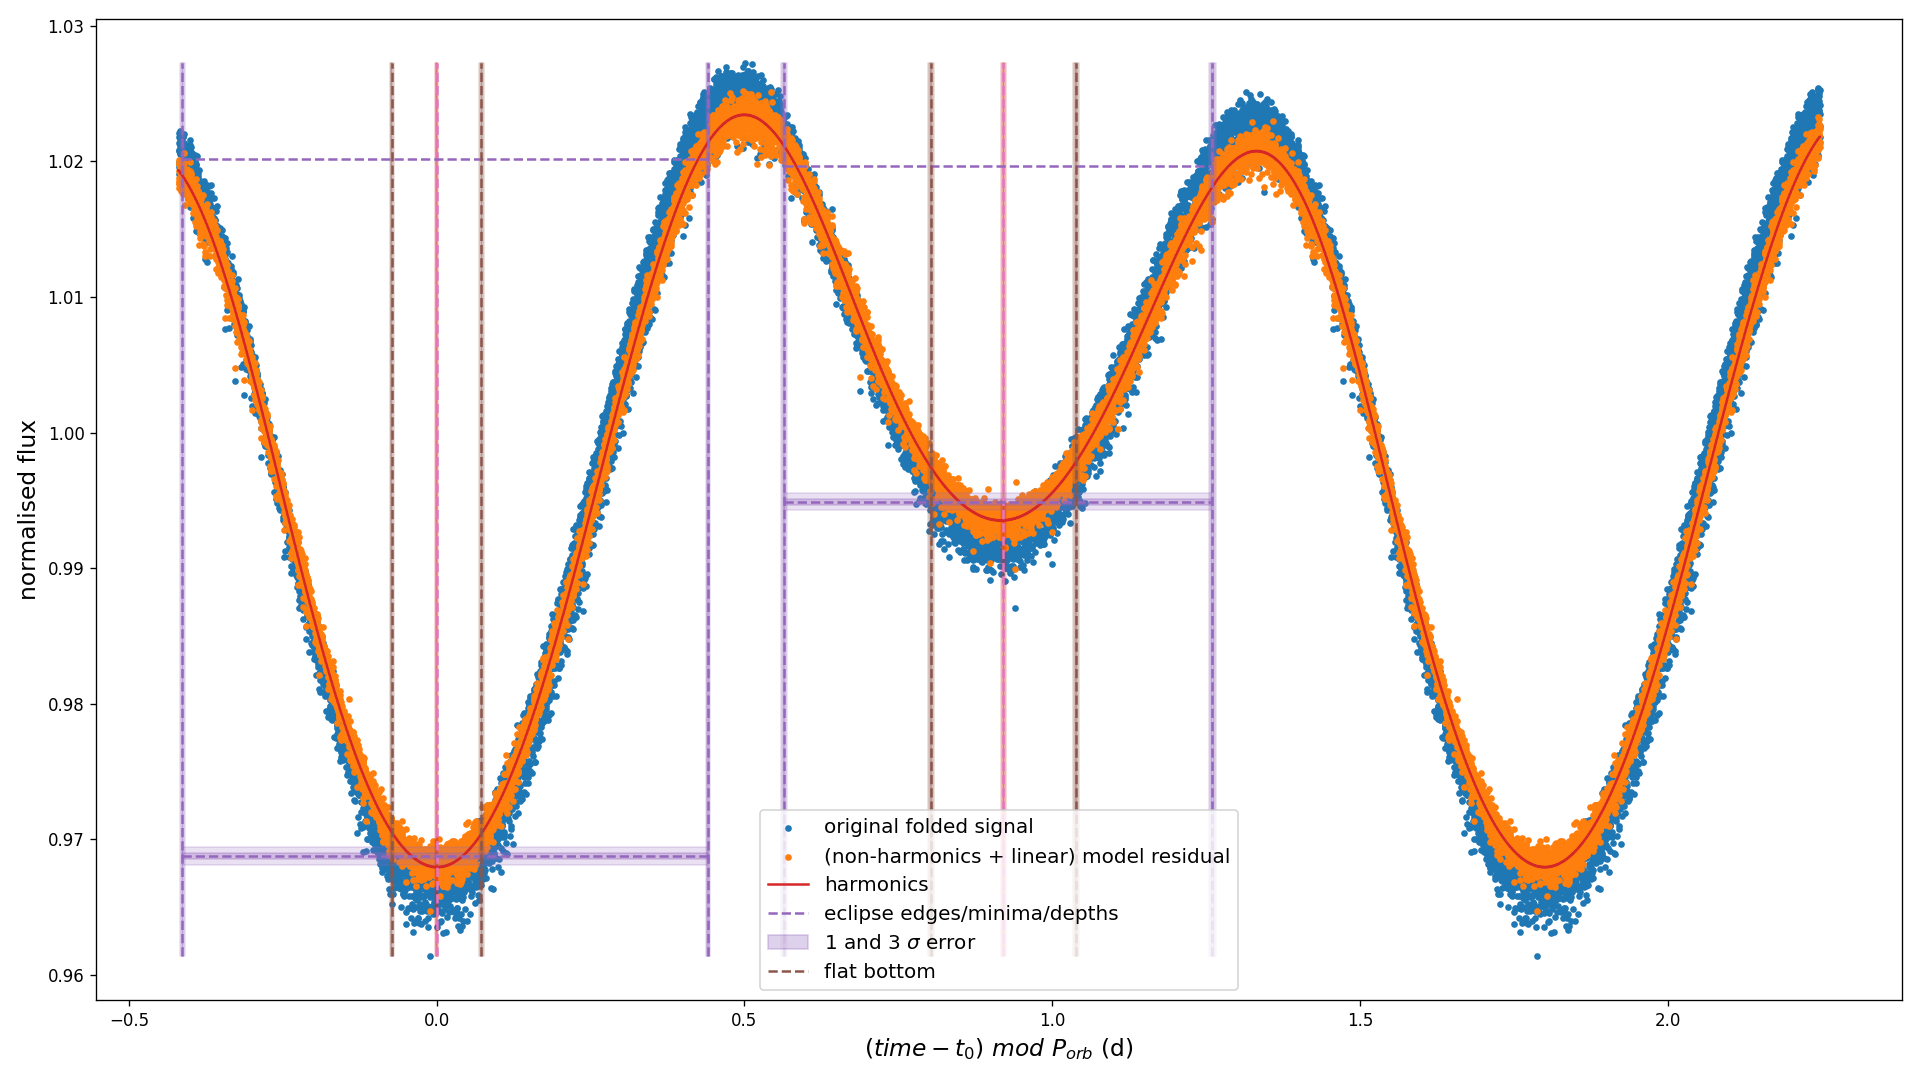 1.03
1.02
1.01
1.00
0.99
0.98
0.97
0.96
normalised flux
original folded signal
(non-harmonics + linear) model residual
harmonics
eclipse edges/minima/depths
1 and 3 σ error
flat bottom
−0.5 0.0 0.5 1.0 1.5 2.0
(time − t₀) mod P_orb (d)